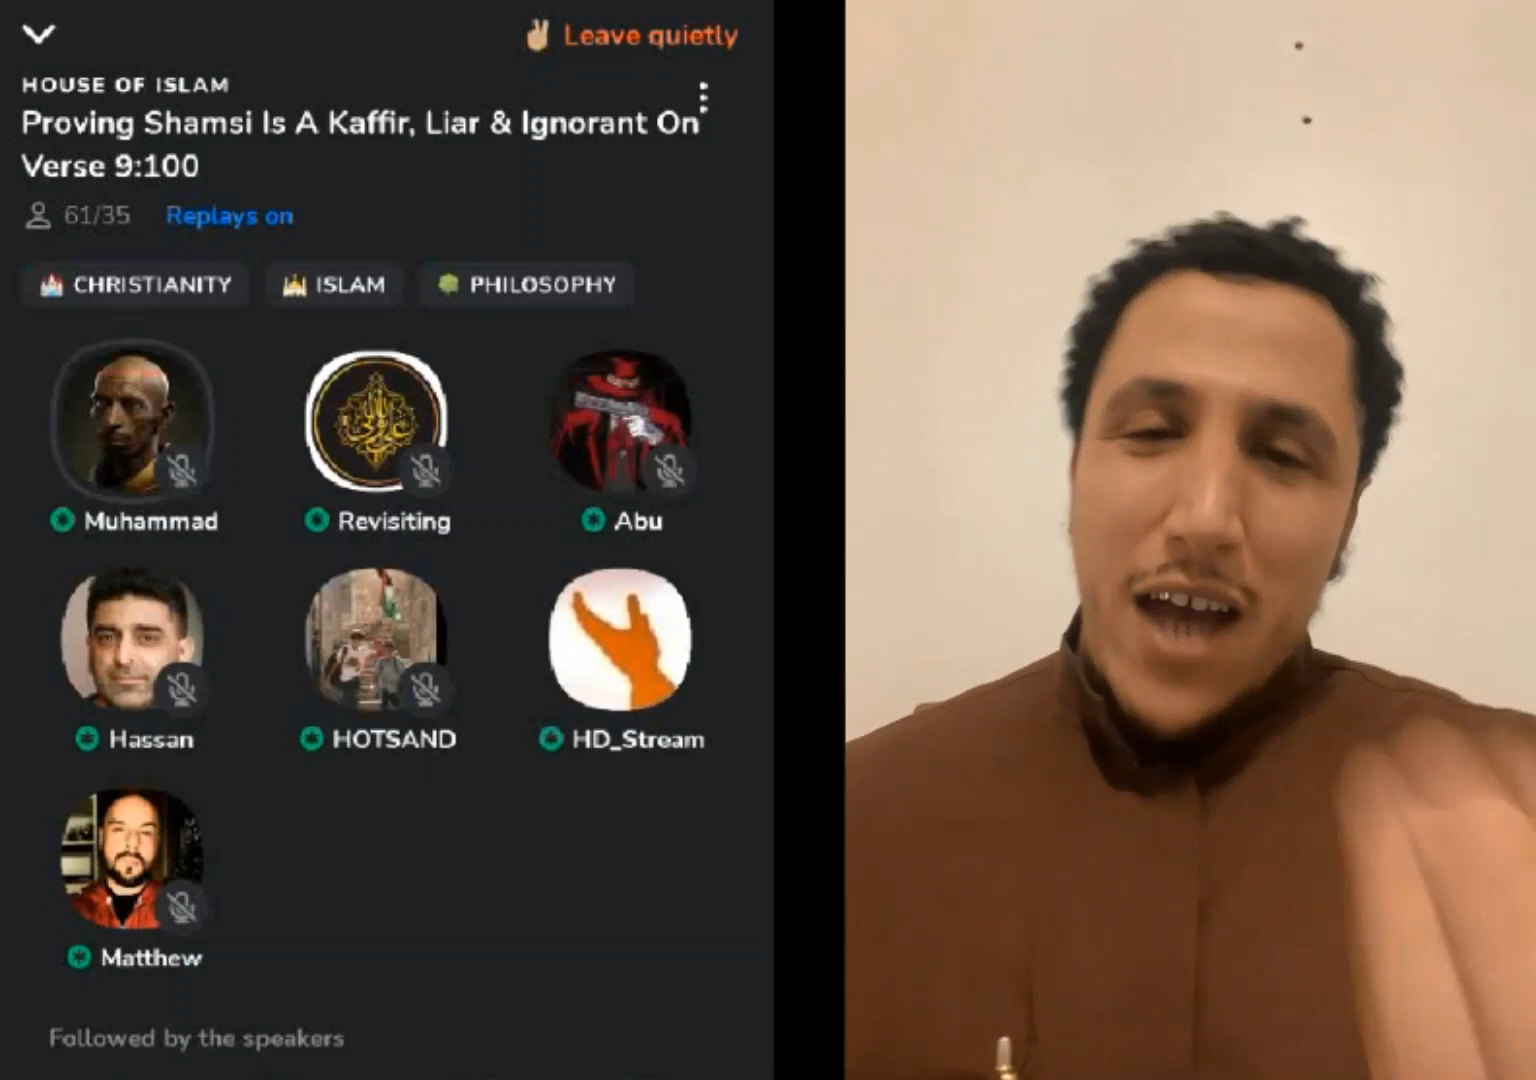 Leave quietly
HOUSE OF ISLAM
Proving Shamsi Is A Kaffir, Liar & Ignorant On
Verse 9:100
61/35 Replays on
CHRISTIANITY ISLAM PHILOSOPHY
Muhammad Revisiting Abu
Hassan HOTSAND HD_Stream
Matthew
Followed by the speakers